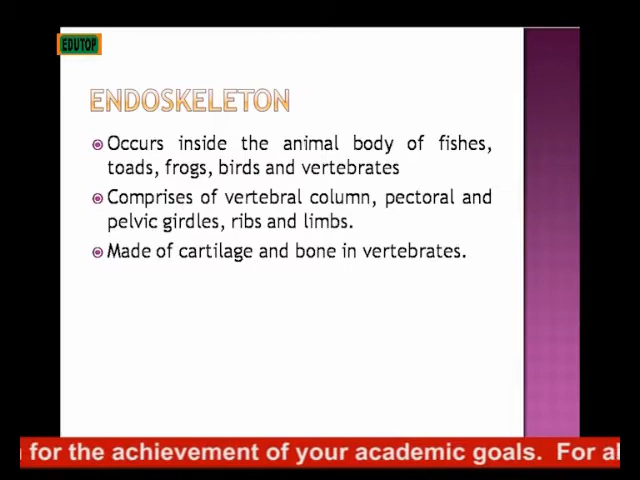 EDUTOP
ENDOSKELETON
Occurs inside the animal body of fishes,
toads, frogs, birds and vertebrates
Comprises of vertebral column, pectoral and
pelvic girdles, ribs and limbs.
Made of cartilage and bone in vertebrates.
for the achievement of your academic goals. For